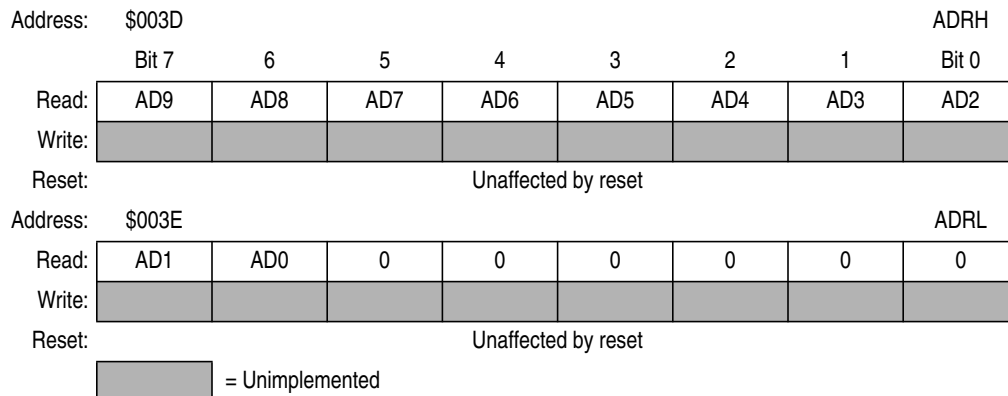 Address: $003D ADRH
Bit 7 6 5 4 3 2 1 Bit 0
Read: AD9 AD8 AD7 AD6 AD5 AD4 AD3 AD2
Write:
Reset: Unaffected by reset
Address: $003E ADRL
Read: AD1 AD0 0 0 0 0 0 0
Write:
Reset: Unaffected by reset
= Unimplemented